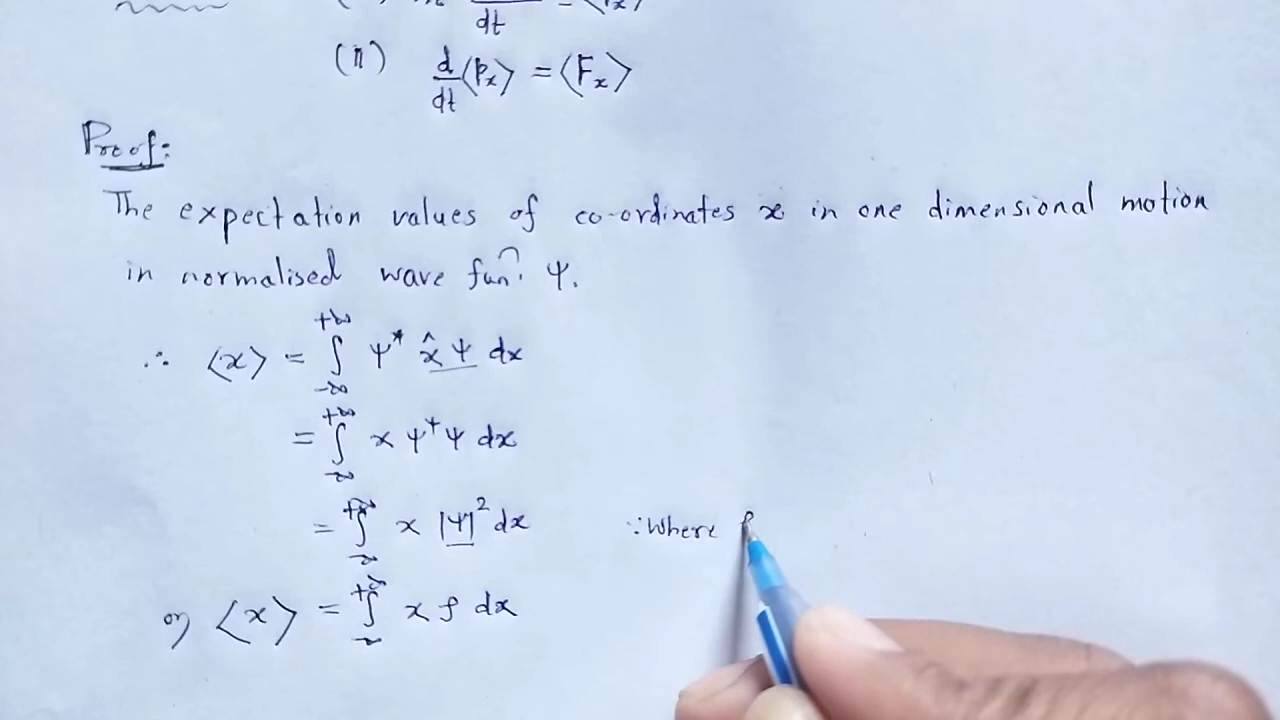 dt
(II) d/dt ⟨Px⟩ = ⟨Fx⟩
Proof:
The expectation values of co-ordinates x in one dimensional motion
in normalised wave fun. ψ.
∴ ⟨x⟩ = ∫_{-∞}^{+∞} ψ* x̂ ψ dx
= ∫_{-∞}^{+∞} x ψ* ψ dx
= ∫_{-∞}^{+∞} x |ψ|² dx ∵ Where ρ
or ⟨x⟩ = ∫_{-∞}^{+∞} x ρ dx